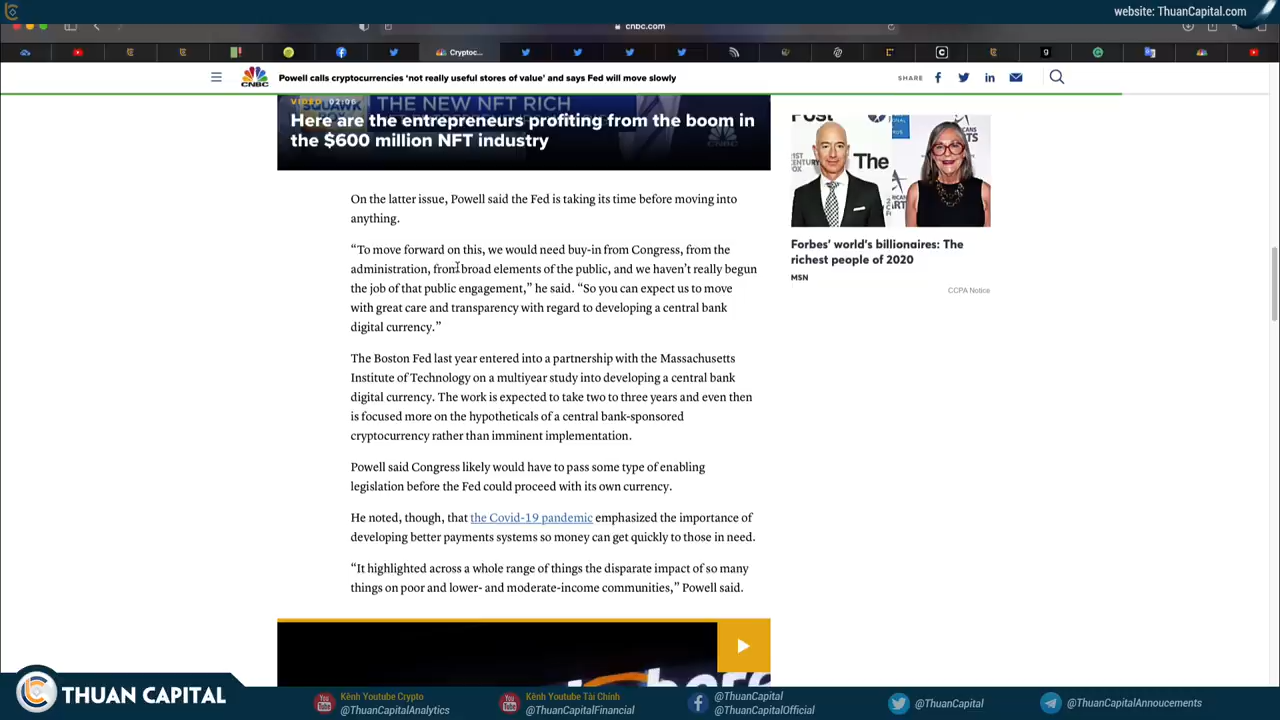 website: ThuanCapital.com
cnbc.com
Cryptoc...
CNBC
Powell calls cryptocurrencies ‘not really useful stores of value’ and says Fed will move slowly
SHARE
VIDEO 02:06
THE NEW NFT RICH
Here are the entrepreneurs profiting from the boom in
the $600 million NFT industry
On the latter issue, Powell said the Fed is taking its time before moving into
anything.
“To move forward on this, we would need buy-in from Congress, from the
administration, from broad elements of the public, and we haven’t really begun
the job of that public engagement,” he said. “So you can expect us to move
with great care and transparency with regard to developing a central bank
digital currency.”
The Boston Fed last year entered into a partnership with the Massachusetts
Institute of Technology on a multiyear study into developing a central bank
digital currency. The work is expected to take two to three years and even then
is focused more on the hypotheticals of a central bank-sponsored
cryptocurrency rather than imminent implementation.
Powell said Congress likely would have to pass some type of enabling
legislation before the Fed could proceed with its own currency.
He noted, though, that the Covid-19 pandemic emphasized the importance of
developing better payments systems so money can get quickly to those in need.
“It highlighted across a whole range of things the disparate impact of so many
things on poor and lower- and moderate-income communities,” Powell said.
The
Forbes’ world’s billionaires: The
richest people of 2020
MSN
CCPA Notice
THUAN CAPITAL
Kênh Youtube Crypto
@ThuanCapitalAnalytics
Kênh Youtube Tài Chính
@ThuanCapitalFinancial
@ThuanCapital
@ThuanCapitalOfficial
@ThuanCapital
@ThuanCapitalAnnoucements